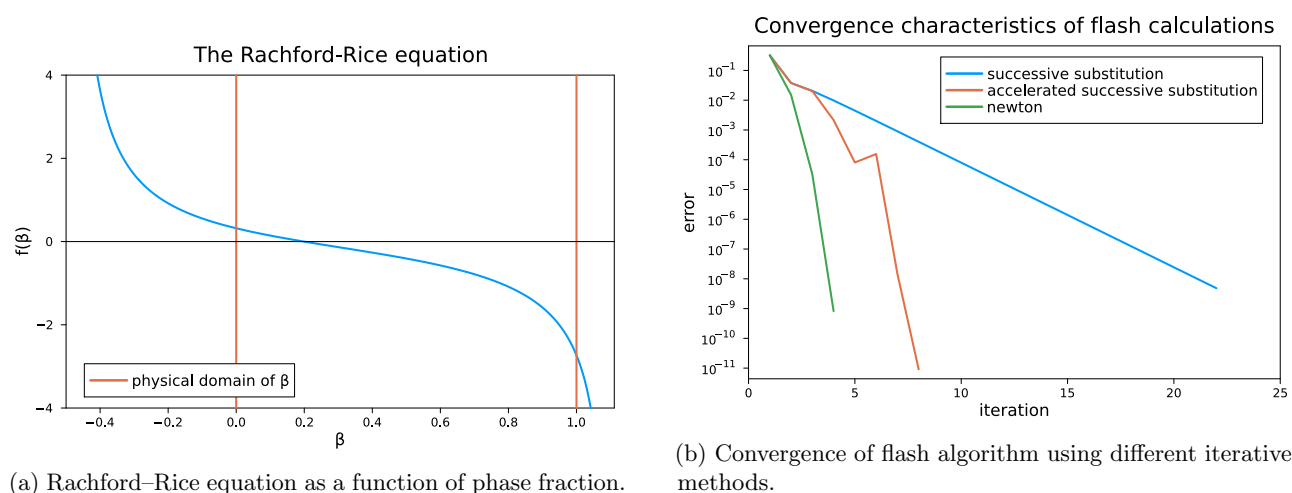 The Rachford-Rice equation
4
2
0
−2
−4
f(β)
physical domain of β
−0.4 −0.2 0.0 0.2 0.4 0.6 0.8 1.0
β
(a) Rachford–Rice equation as a function of phase fraction.
Convergence characteristics of flash calculations
successive substitution
accelerated successive substitution
newton
10⁻¹
10⁻²
10⁻³
10⁻⁴
10⁻⁵
10⁻⁶
10⁻⁷
10⁻⁸
10⁻⁹
10⁻¹⁰
10⁻¹¹
error
0 5 10 15 20 25
iteration
(b) Convergence of flash algorithm using different iterative
methods.